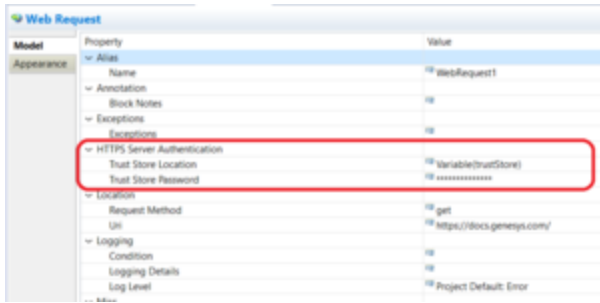 Web Request
Model
Appearance
Property Value
Alias
Name WebRequest1
Annotation
Block Notes
Exceptions
Exceptions
HTTPS Server Authentication
Trust Store Location Variable(trustStore)
Trust Store Password **************
Location
Request Method get
Uri https://docs.genesys.com/
Logging
Condition
Logging Details
Log Level Project Default: Error